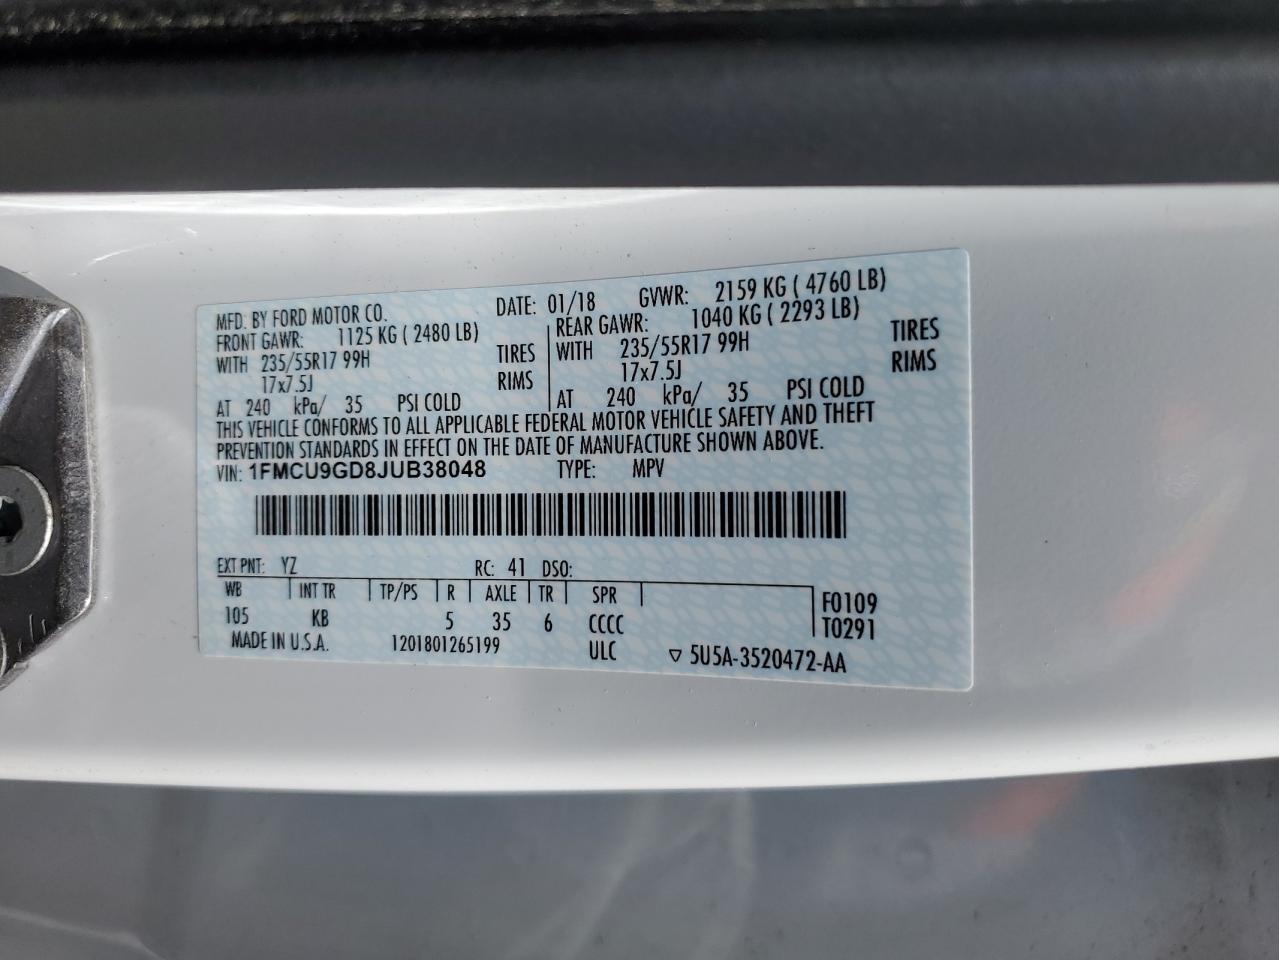 MFD. BY FORD MOTOR CO. DATE: 01/18 GVWR: 2159 KG ( 4760 LB)
FRONT GAWR: 1125 KG ( 2480 LB) REAR GAWR: 1040 KG ( 2293 LB)
WITH 235/55R17 99H TIRES WITH 235/55R17 99H TIRES
17x7.5J RIMS 17x7.5J RIMS
AT 240 kPa/ 35 PSI COLD AT 240 kPa/ 35 PSI COLD
THIS VEHICLE CONFORMS TO ALL APPLICABLE FEDERAL MOTOR VEHICLE SAFETY AND THEFT
PREVENTION STANDARDS IN EFFECT ON THE DATE OF MANUFACTURE SHOWN ABOVE.
VIN: 1FMCU9GD8JUB38048 TYPE: MPV
EXT PNT: YZ RC: 41 DSO:
WB INT TR TP/PS R AXLE TR SPR F0109
105 KB 5 35 6 CCCC T0291
MADE IN U.S.A. 1201801265199 ULC ▽ 5U5A-3520472-AA